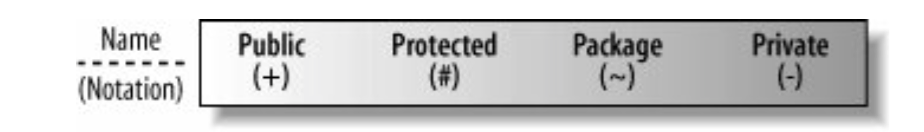 Name Public Protected Package Private
(Notation) (+) (#) (~) (-)